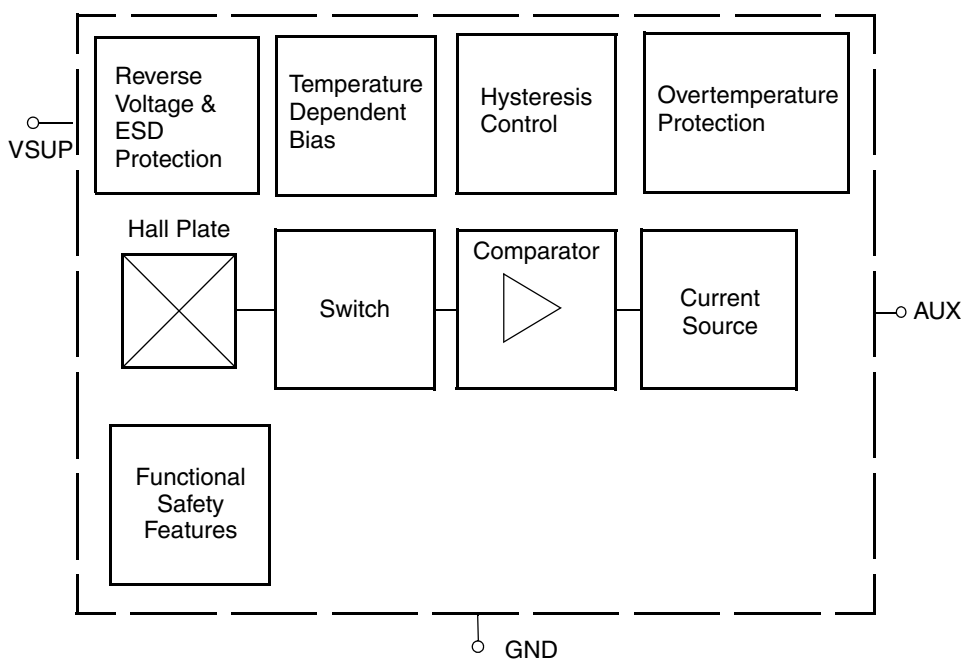 Reverse
Voltage &
ESD
Protection
Temperature
Dependent
Bias
Hysteresis
Control
Overtemperature
Protection
VSUP
Hall Plate
Switch
Comparator
Current
Source
AUX
Functional
Safety
Features
GND